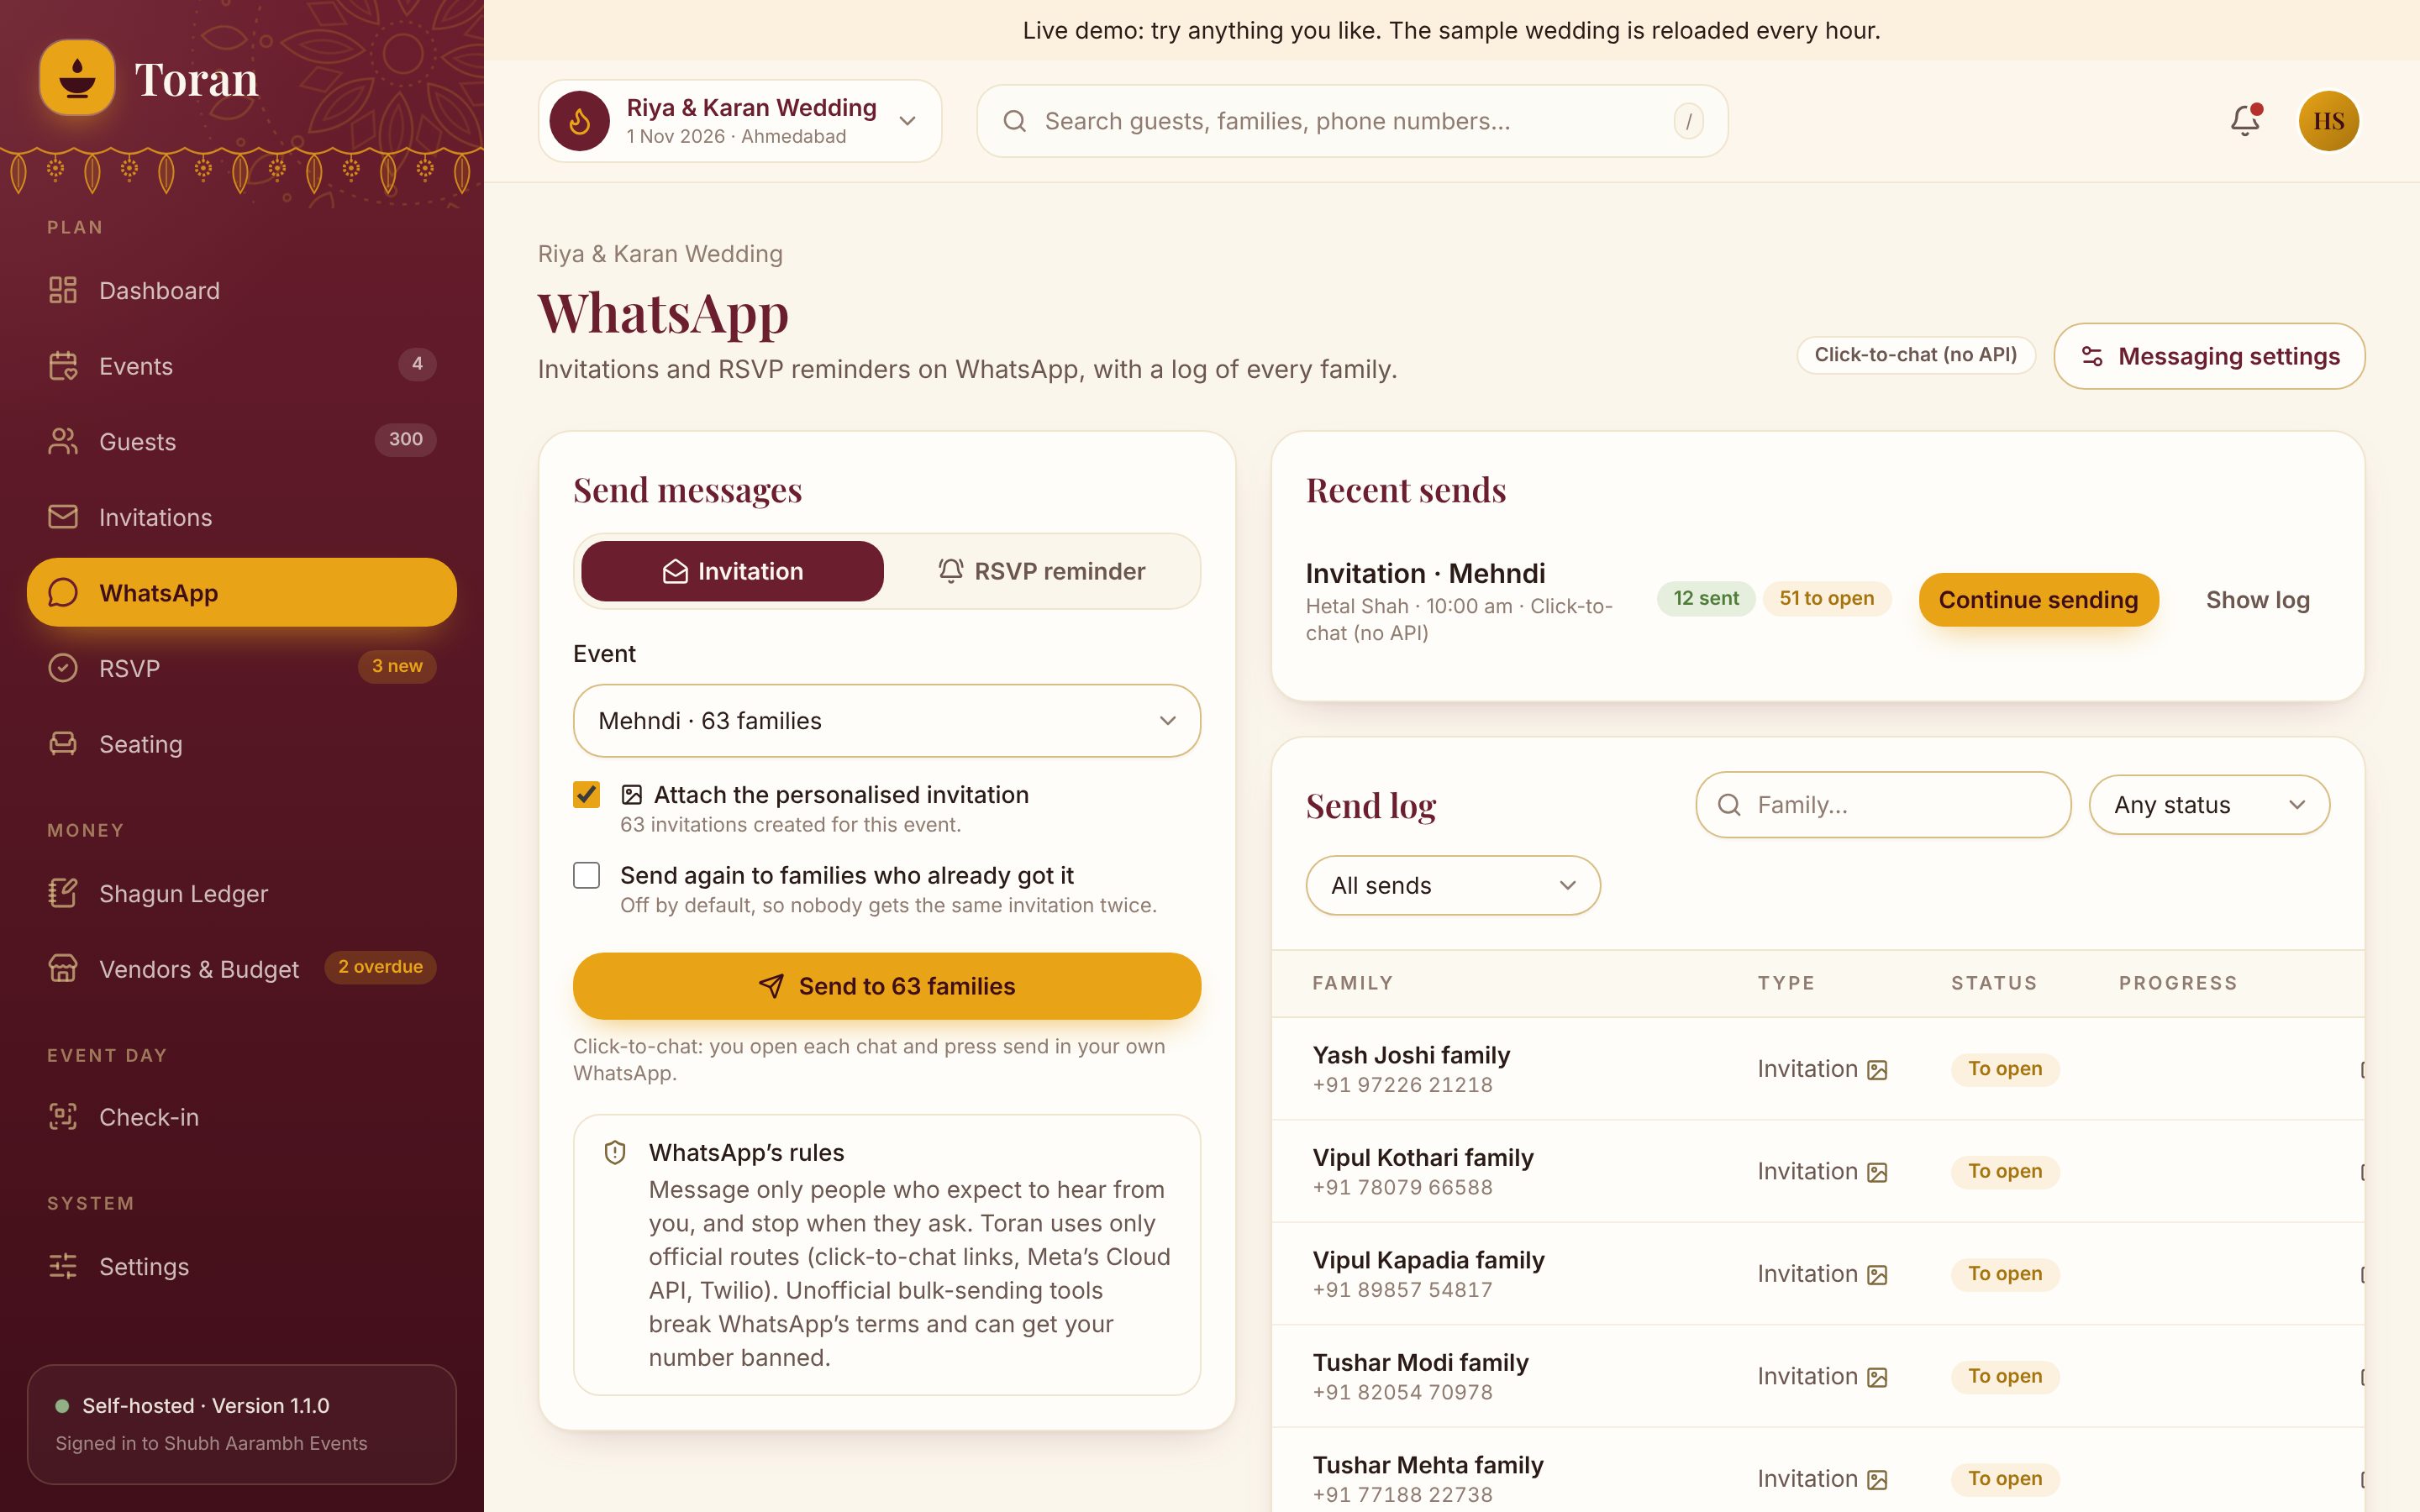 Toran
PLAN
Dashboard
Events 4
Guests 300
Invitations
WhatsApp
RSVP 3 new
Seating
MONEY
Shagun Ledger
Vendors & Budget 2 overdue
EVENT DAY
Check-in
SYSTEM
Settings
Self-hosted · Version 1.1.0
Signed in to Shubh Aarambh Events
Live demo: try anything you like. The sample wedding is reloaded every hour.
Riya & Karan Wedding
1 Nov 2026 · Ahmedabad
Search guests, families, phone numbers...
/
HS
Riya & Karan Wedding
WhatsApp
Invitations and RSVP reminders on WhatsApp, with a log of every family.
Click-to-chat (no API)
Messaging settings
Send messages
Invitation
RSVP reminder
Event
Mehndi · 63 families
Attach the personalised invitation
63 invitations created for this event.
Send again to families who already got it
Off by default, so nobody gets the same invitation twice.
Send to 63 families
Click-to-chat: you open each chat and press send in your own
WhatsApp.
WhatsApp’s rules
Message only people who expect to hear from
you, and stop when they ask. Toran uses only
official routes (click-to-chat links, Meta’s Cloud
API, Twilio). Unofficial bulk-sending tools
break WhatsApp’s terms and can get your
number banned.
Recent sends
Invitation · Mehndi
Hetal Shah · 10:00 am · Click-to-
chat (no API)
12 sent
51 to open
Continue sending
Show log
Send log
Family...
Any status
All sends
FAMILY TYPE STATUS PROGRESS
Yash Joshi family
+91 97226 21218
Invitation
To open
Vipul Kothari family
+91 78079 66588
Invitation
To open
Vipul Kapadia family
+91 89857 54817
Invitation
To open
Tushar Modi family
+91 82054 70978
Invitation
To open
Tushar Mehta family
+91 77188 22738
Invitation
To open